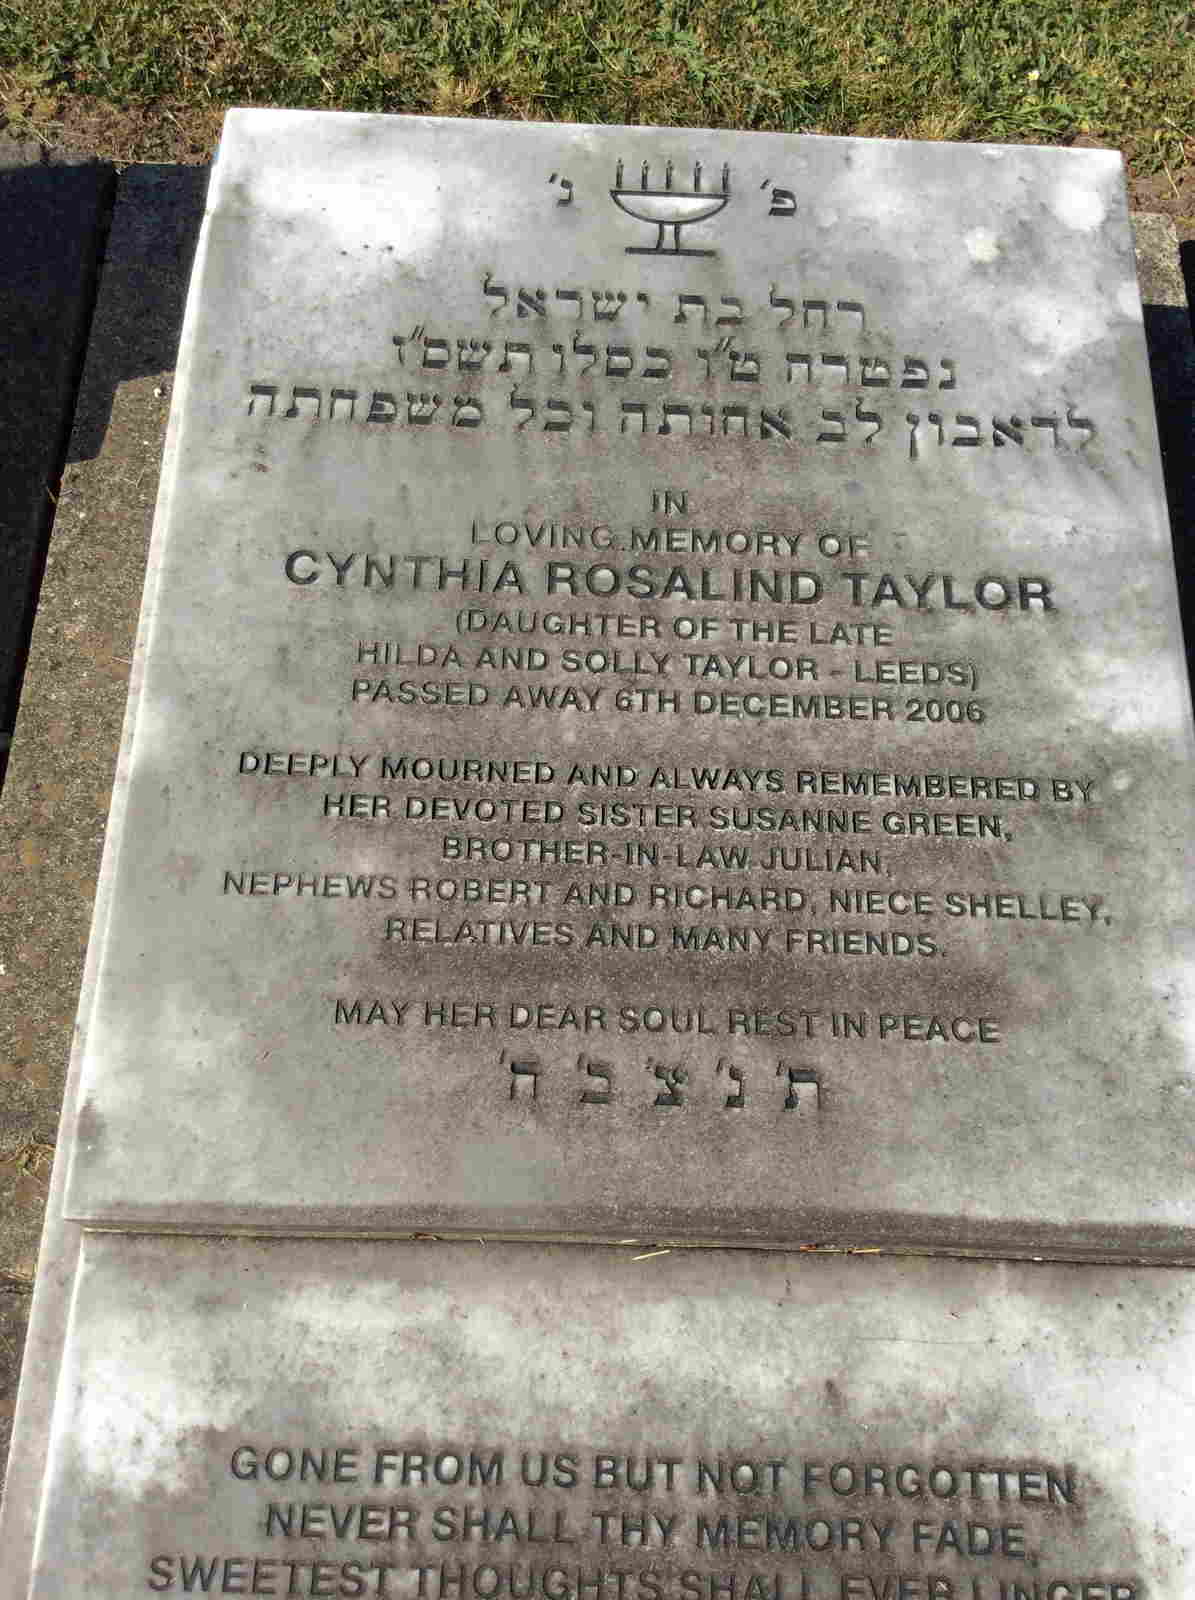 פ' נ'
רחל בת ישראל
נפטרה ט"ו כסלו תשס"ז
לדאבון לב אחותה וכל משפחתה
IN
LOVING MEMORY OF
CYNTHIA ROSALIND TAYLOR
(DAUGHTER OF THE LATE
HILDA AND SOLLY TAYLOR - LEEDS)
PASSED AWAY 6TH DECEMBER 2006
DEEPLY MOURNED AND ALWAYS REMEMBERED BY
HER DEVOTED SISTER SUSANNE GREEN,
BROTHER-IN-LAW JULIAN,
NEPHEWS ROBERT AND RICHARD, NIECE SHELLEY,
RELATIVES AND MANY FRIENDS.
MAY HER DEAR SOUL REST IN PEACE
ת' נ' צ' ב' ה'
GONE FROM US BUT NOT FORGOTTEN
NEVER SHALL THY MEMORY FADE,
SWEETEST THOUGHTS SHALL EVER LINGER